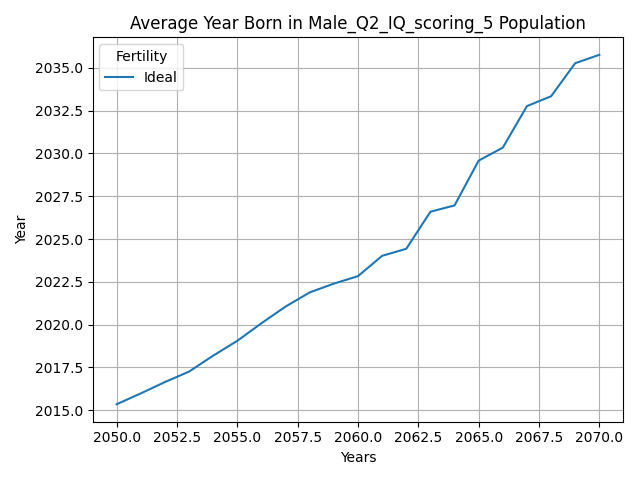 Average Year Born in Male_Q2_IQ_scoring_5 Population
Fertility
Ideal
2035.0
2032.5
2030.0
2027.5
2025.0
2022.5
2020.0
2017.5
2015.0
Year
2050.0 2052.5 2055.0 2057.5 2060.0 2062.5 2065.0 2067.5 2070.0
Years